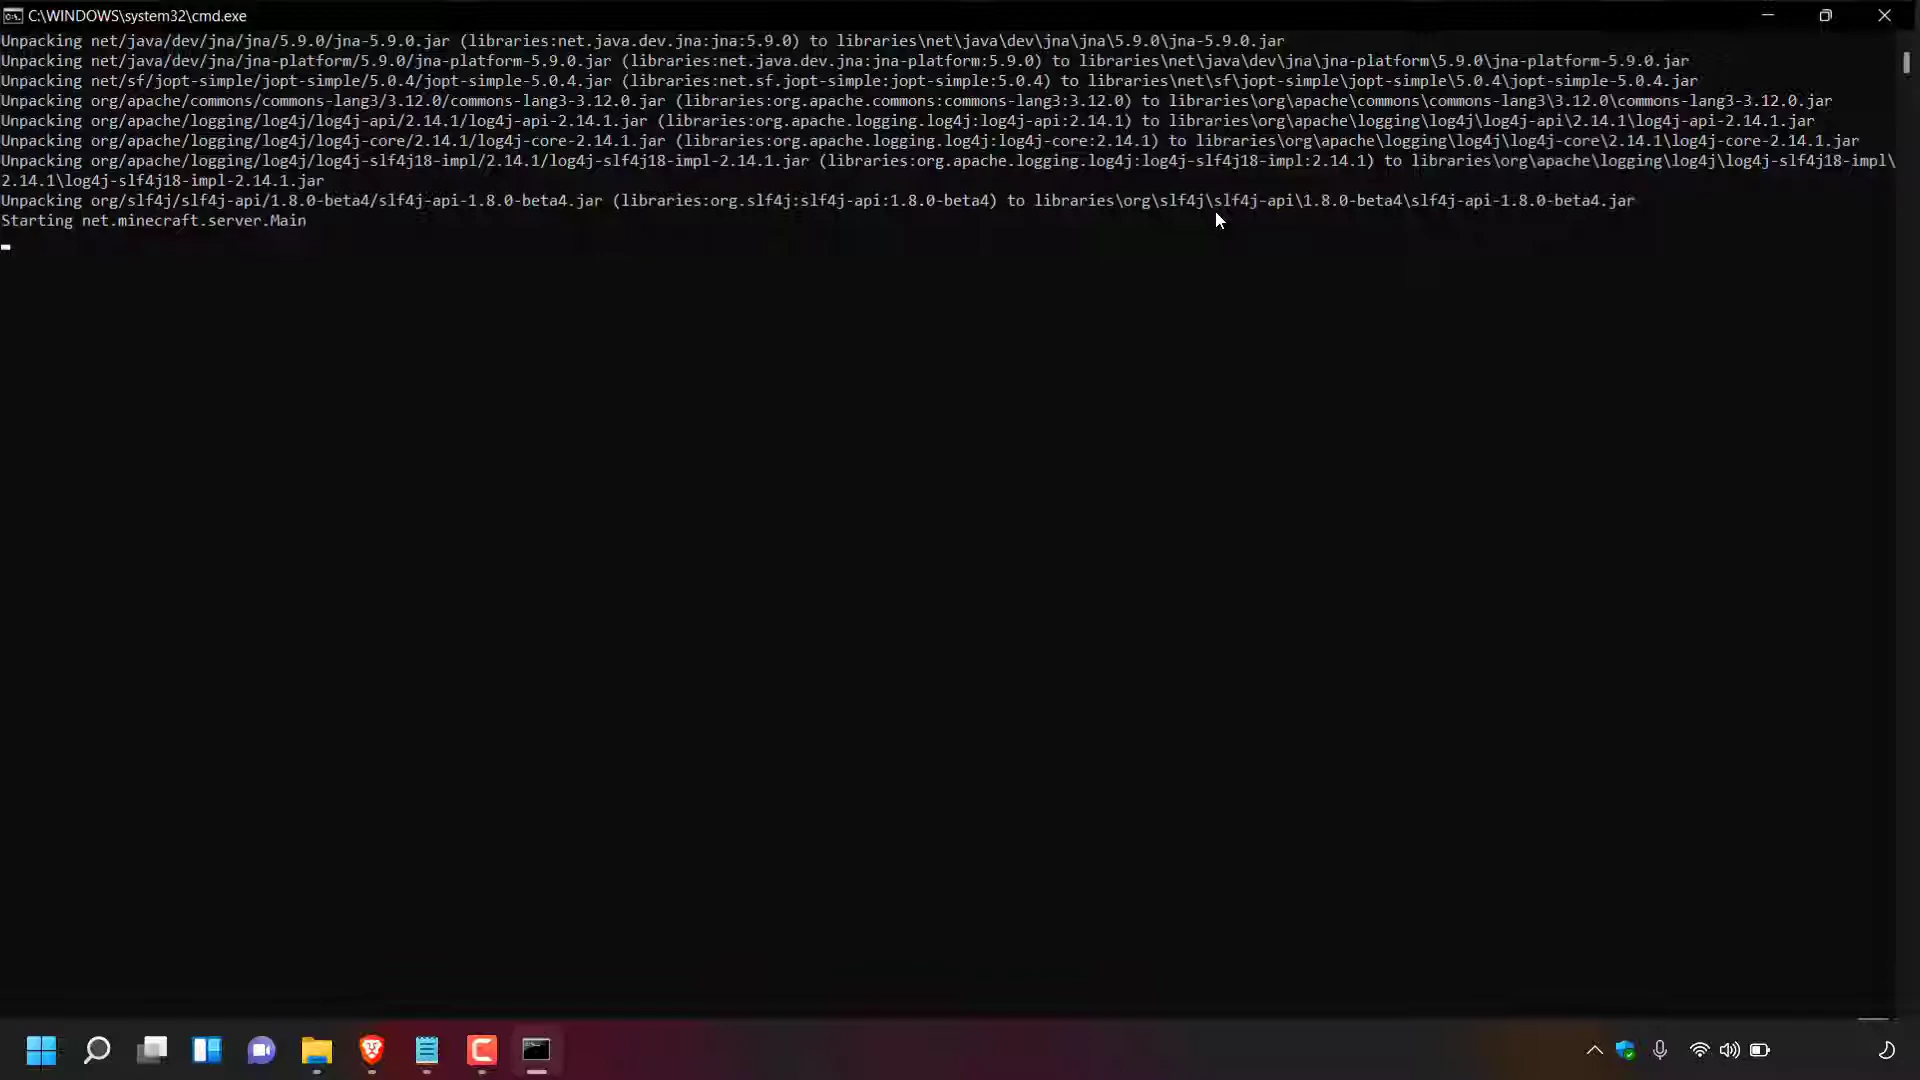 C:\WINDOWS\system32\cmd.exe
Unpacking net/java/dev/jna/jna/5.9.0/jna-5.9.0.jar (libraries:net.java.dev.jna:jna:5.9.0) to libraries\net\java\dev\jna\jna\5.9.0\jna-5.9.0.jar
Unpacking net/java/dev/jna/jna-platform/5.9.0/jna-platform-5.9.0.jar (libraries:net.java.dev.jna:jna-platform:5.9.0) to libraries\net\java\dev\jna\jna-platform\5.9.0\jna-platform-5.9.0.jar
Unpacking net/sf/jopt-simple/jopt-simple/5.0.4/jopt-simple-5.0.4.jar (libraries:net.sf.jopt-simple:jopt-simple:5.0.4) to libraries\net\sf\jopt-simple\jopt-simple\5.0.4\jopt-simple-5.0.4.jar
Unpacking org/apache/commons/commons-lang3/3.12.0/commons-lang3-3.12.0.jar (libraries:org.apache.commons:commons-lang3:3.12.0) to libraries\org\apache\commons\commons-lang3\3.12.0\commons-lang3-3.12.0.jar
Unpacking org/apache/logging/log4j/log4j-api/2.14.1/log4j-api-2.14.1.jar (libraries:org.apache.logging.log4j:log4j-api:2.14.1) to libraries\org\apache\logging\log4j\log4j-api\2.14.1\log4j-api-2.14.1.jar
Unpacking org/apache/logging/log4j/log4j-core/2.14.1/log4j-core-2.14.1.jar (libraries:org.apache.logging.log4j:log4j-core:2.14.1) to libraries\org\apache\logging\log4j\log4j-core\2.14.1\log4j-core-2.14.1.jar
Unpacking org/apache/logging/log4j/log4j-slf4j18-impl/2.14.1/log4j-slf4j18-impl-2.14.1.jar (libraries:org.apache.logging.log4j:log4j-slf4j18-impl:2.14.1) to libraries\org\apache\logging\log4j\log4j-slf4j18-impl\
2.14.1\log4j-slf4j18-impl-2.14.1.jar
Unpacking org/slf4j/slf4j-api/1.8.0-beta4/slf4j-api-1.8.0-beta4.jar (libraries:org.slf4j:slf4j-api:1.8.0-beta4) to libraries\org\slf4j\slf4j-api\1.8.0-beta4\slf4j-api-1.8.0-beta4.jar
Starting net.minecraft.server.Main